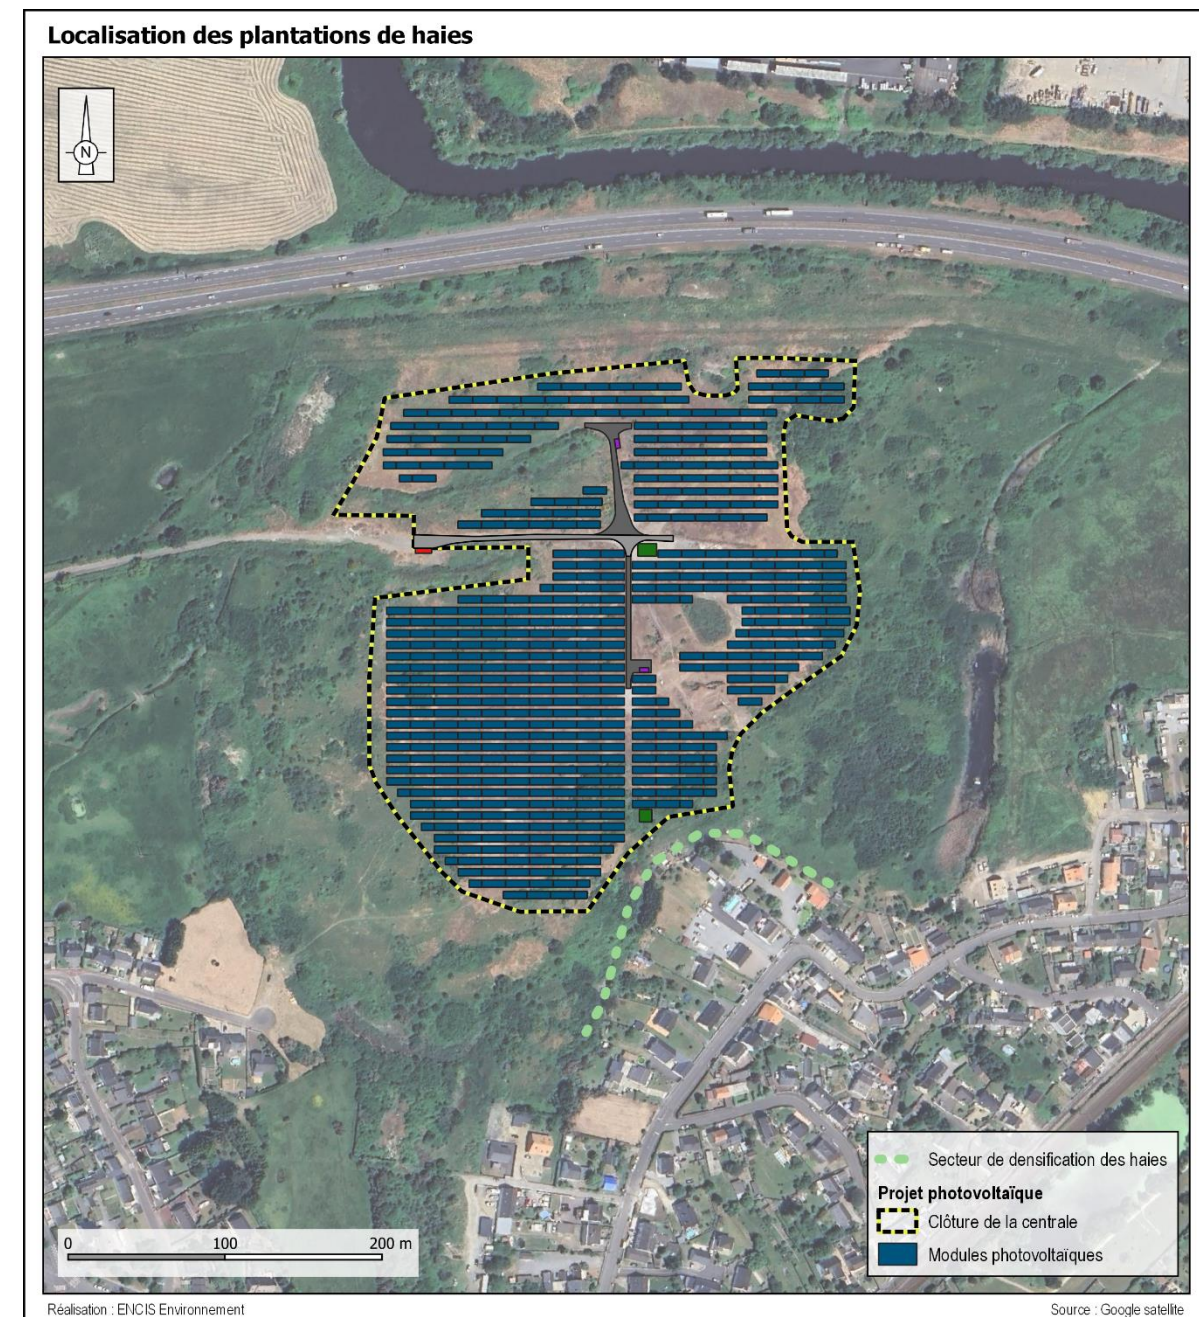 Localisation des plantations de haies
N
Secteur de densification des haies
Projet photovoltaïque
Clôture de la centrale
Modules photovoltaïques
0 100 200 m
Réalisation : ENCIS Environnement
Source : Google satellite